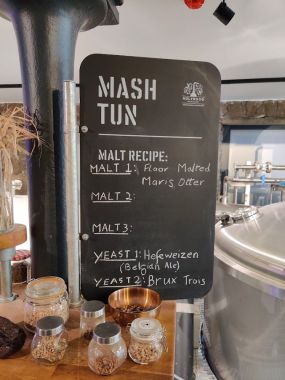 MASH
TUN
HOLYROOD
MALT RECIPE:
MALT 1: Floor Malted
Maris Otter
MALT 2:
MALT 3:
YEAST 1: Hefeweizen
(Belgian Ale)
YEAST 2: Brux Trois